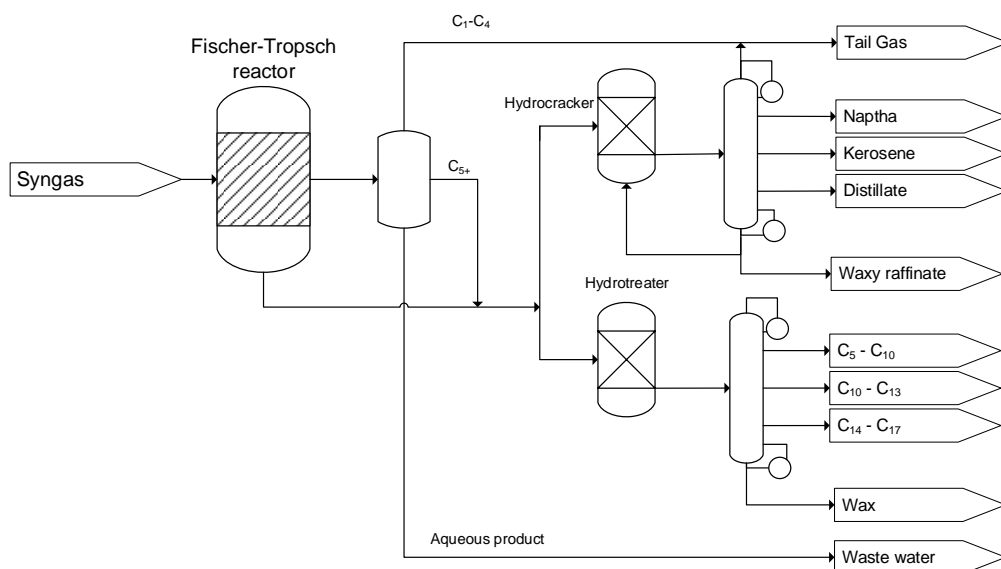 C₁-C₄
Tail Gas
Fischer-Tropsch
reactor
Hydrocracker
Naptha
Kerosene
C₅₊
Syngas
Distillate
Waxy raffinate
Hydrotreater
C₅ - C₁₀
C₁₀ - C₁₃
C₁₄ - C₁₇
Wax
Aqueous product
Waste water